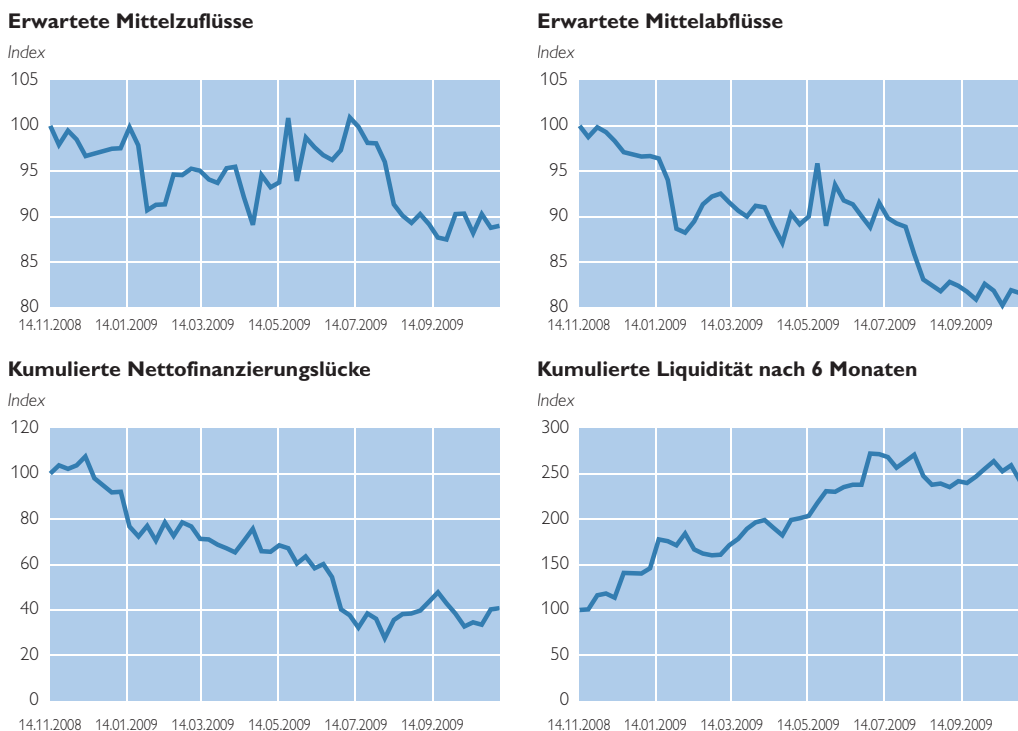 Erwartete Mittelzuflüsse
Index
105
100
95
90
85
80
14.11.2008 14.01.2009 14.03.2009 14.05.2009 14.07.2009 14.09.2009
Erwartete Mittelabflüsse
Index
105
100
95
90
85
80
14.11.2008 14.01.2009 14.03.2009 14.05.2009 14.07.2009 14.09.2009
Kumulierte Nettofinanzierungslücke
Index
120
100
80
60
40
20
0
14.11.2008 14.01.2009 14.03.2009 14.05.2009 14.07.2009 14.09.2009
Kumulierte Liquidität nach 6 Monaten
Index
300
250
200
150
100
50
0
14.11.2008 14.01.2009 14.03.2009 14.05.2009 14.07.2009 14.09.2009